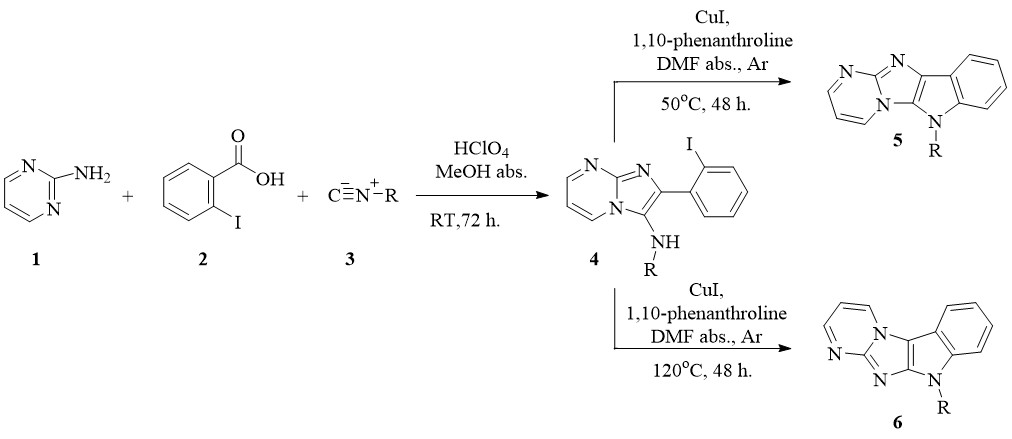 CuI,
1,10-phenanthroline
DMF abs., Ar
50°C, 48 h.
N
N
N
N
R
5
N
N
NH2
1
+
O
OH
I
2
+
C≡N–R
- +
3
HClO4
MeOH abs.
RT,72 h.
N
N
N
I
NH
R
4
CuI,
1,10-phenanthroline
DMF abs., Ar
120°C, 48 h.
N
N
N
N
R
6